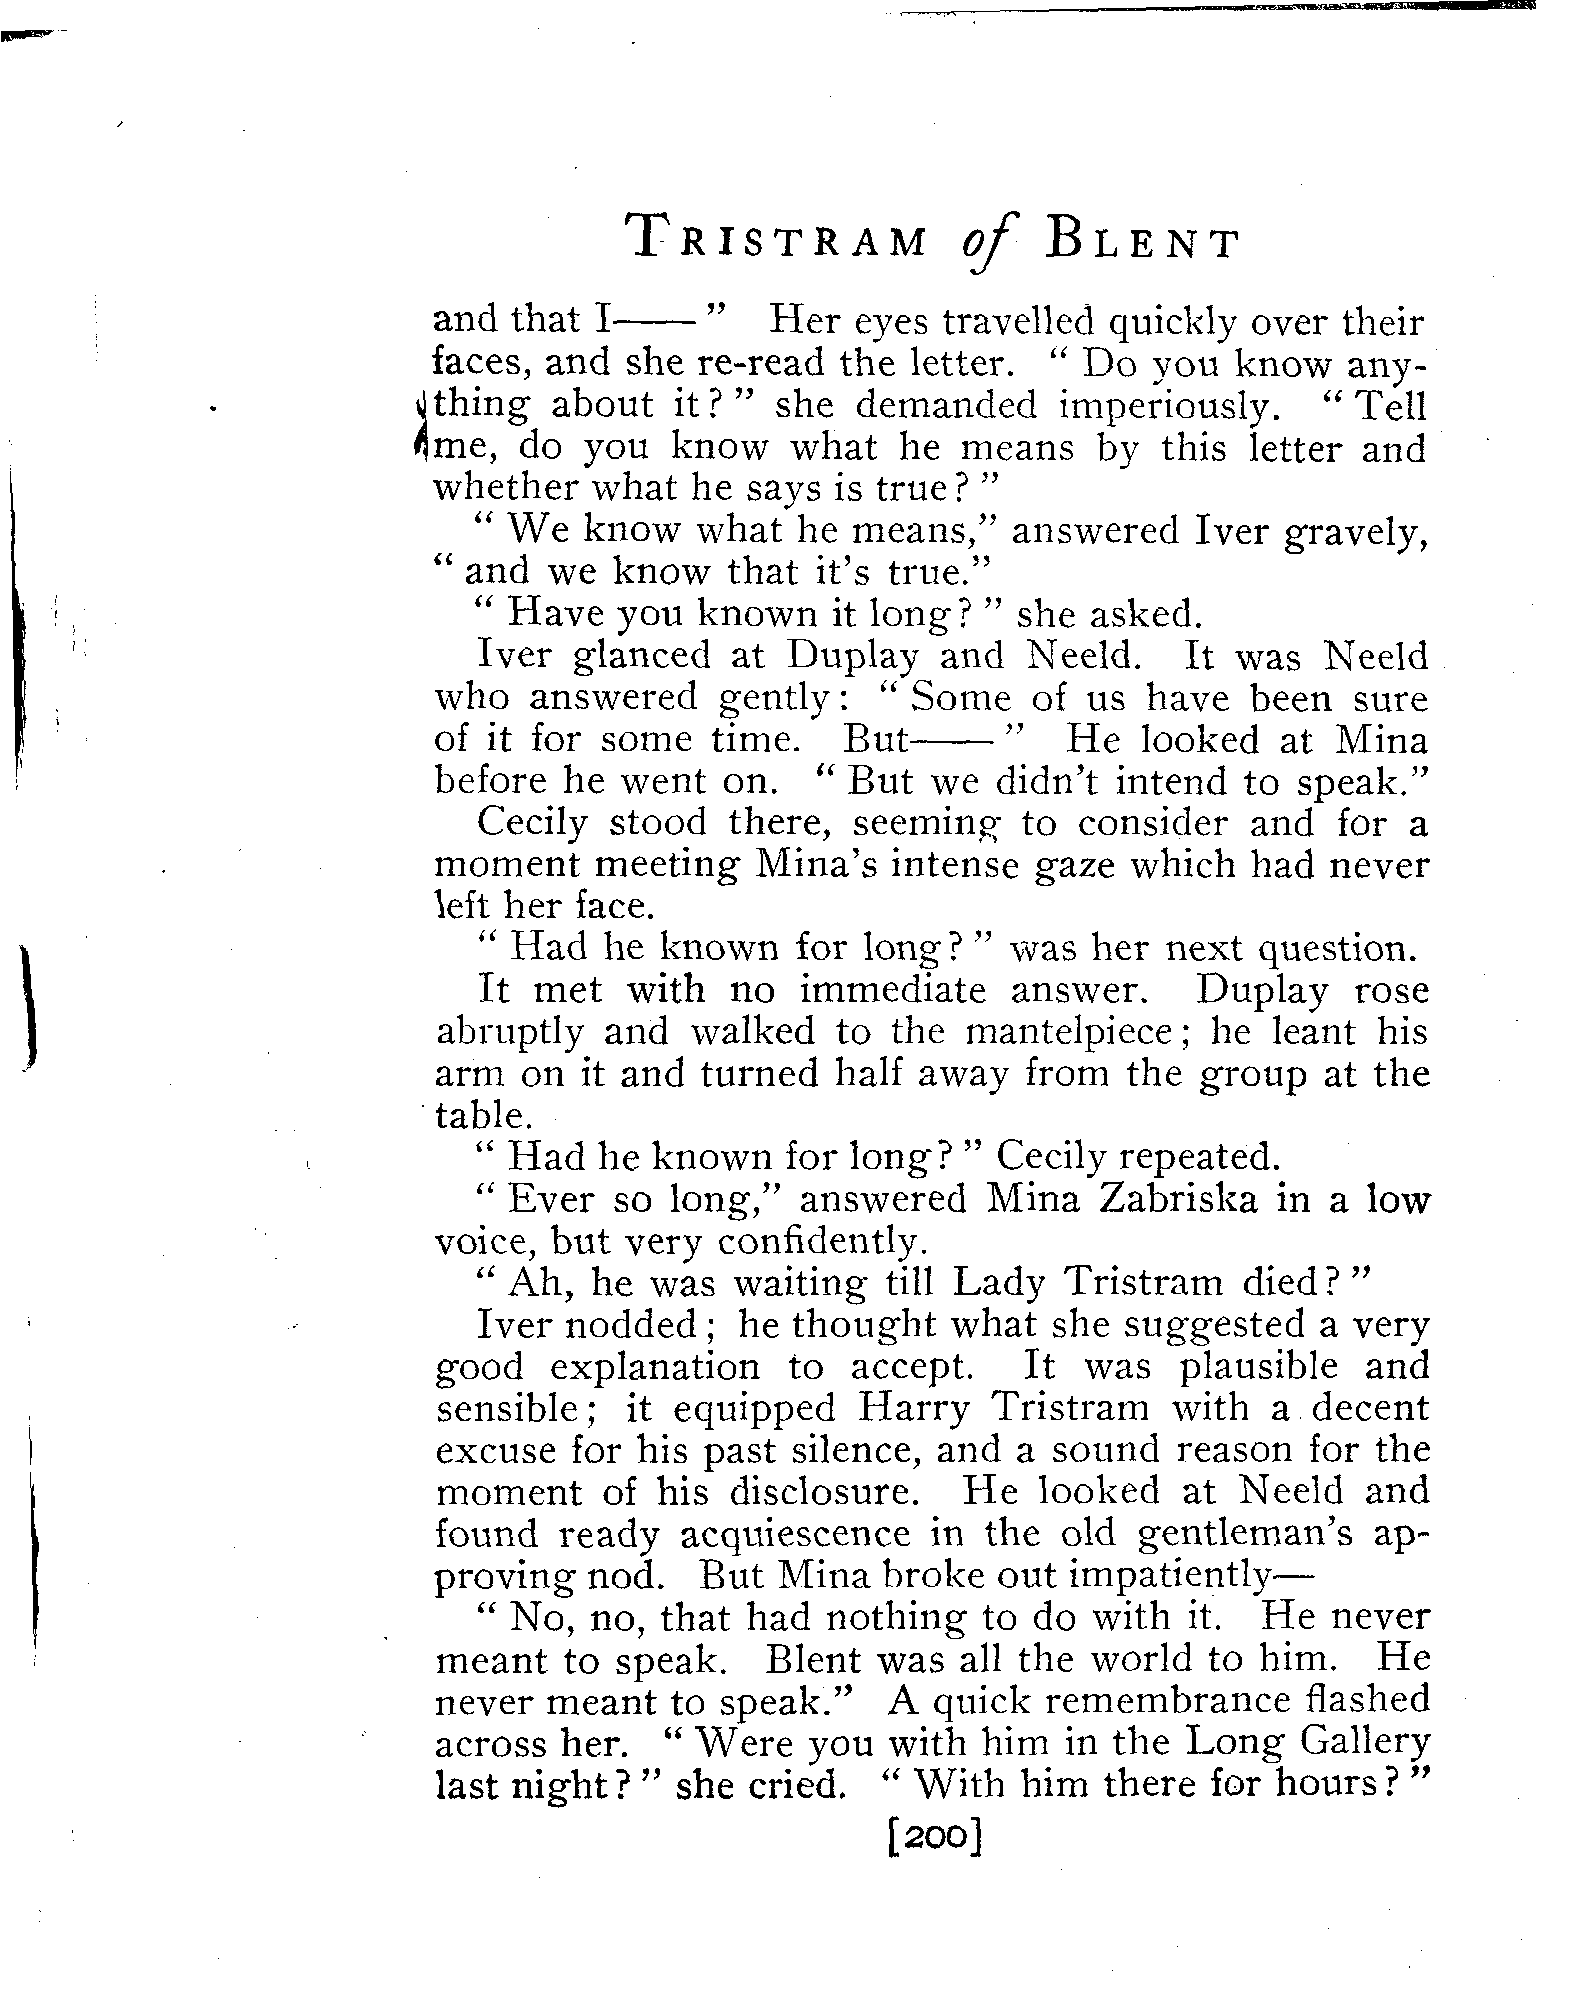 TRISTRAM of BLENT
and that I——" Her eyes travelled quickly over their
faces, and she re-read the letter. "Do you know any-
thing about it?" she demanded imperiously. "Tell
me, do you know what he means by this letter and
whether what he says is true?"
"We know what he means," answered Iver gravely,
"and we know that it's true."
"Have you known it long?" she asked.
Iver glanced at Duplay and Neeld. It was Neeld
who answered gently: "Some of us have been sure
of it for some time. But——" He looked at Mina
before he went on. "But we didn't intend to speak."
Cecily stood there, seeming to consider and for a
moment meeting Mina's intense gaze which had never
left her face.
"Had he known for long?" was her next question.
It met with no immediate answer. Duplay rose
abruptly and walked to the mantelpiece; he leant his
arm on it and turned half away from the group at the
table.
"Had he known for long?" Cecily repeated.
"Ever so long," answered Mina Zabriska in a low
voice, but very confidently.
"Ah, he was waiting till Lady Tristram died?"
Iver nodded; he thought what she suggested a very
good explanation to accept. It was plausible and
sensible; it equipped Harry Tristram with a decent
excuse for his past silence, and a sound reason for the
moment of his disclosure. He looked at Neeld and
found ready acquiescence in the old gentleman's ap-
proving nod. But Mina broke out impatiently—
"No, no, that had nothing to do with it. He never
meant to speak. Blent was all the world to him. He
never meant to speak." A quick remembrance flashed
across her. "Were you with him in the Long Gallery
last night?" she cried. "With him there for hours?"
[200]